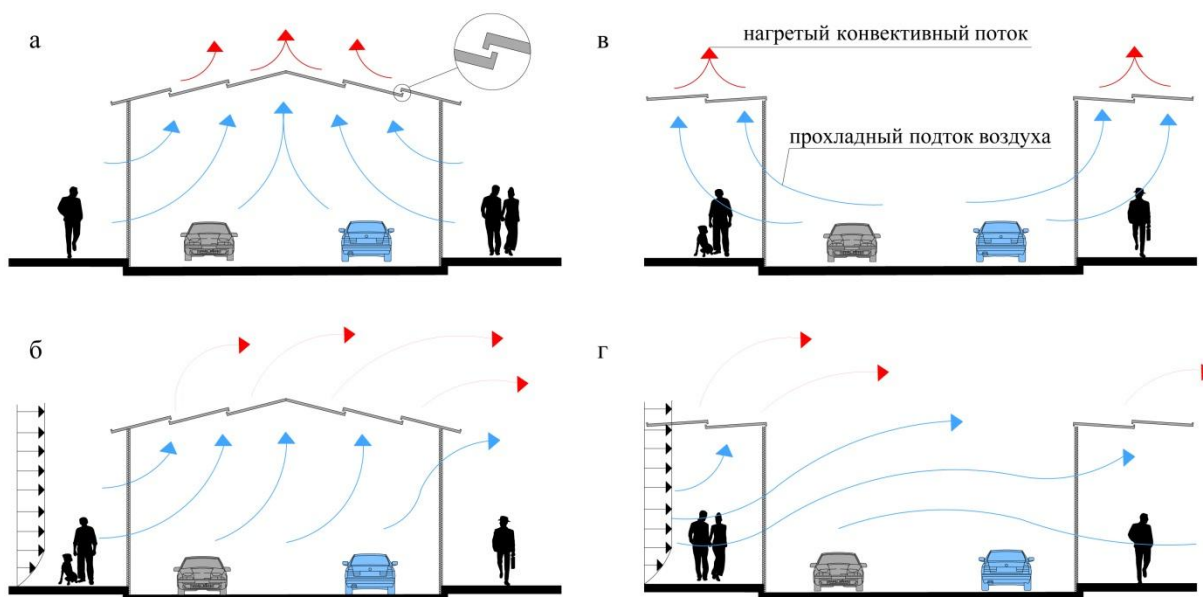 а
в
нагретый конвективный поток
прохладный подток воздуха
б
г